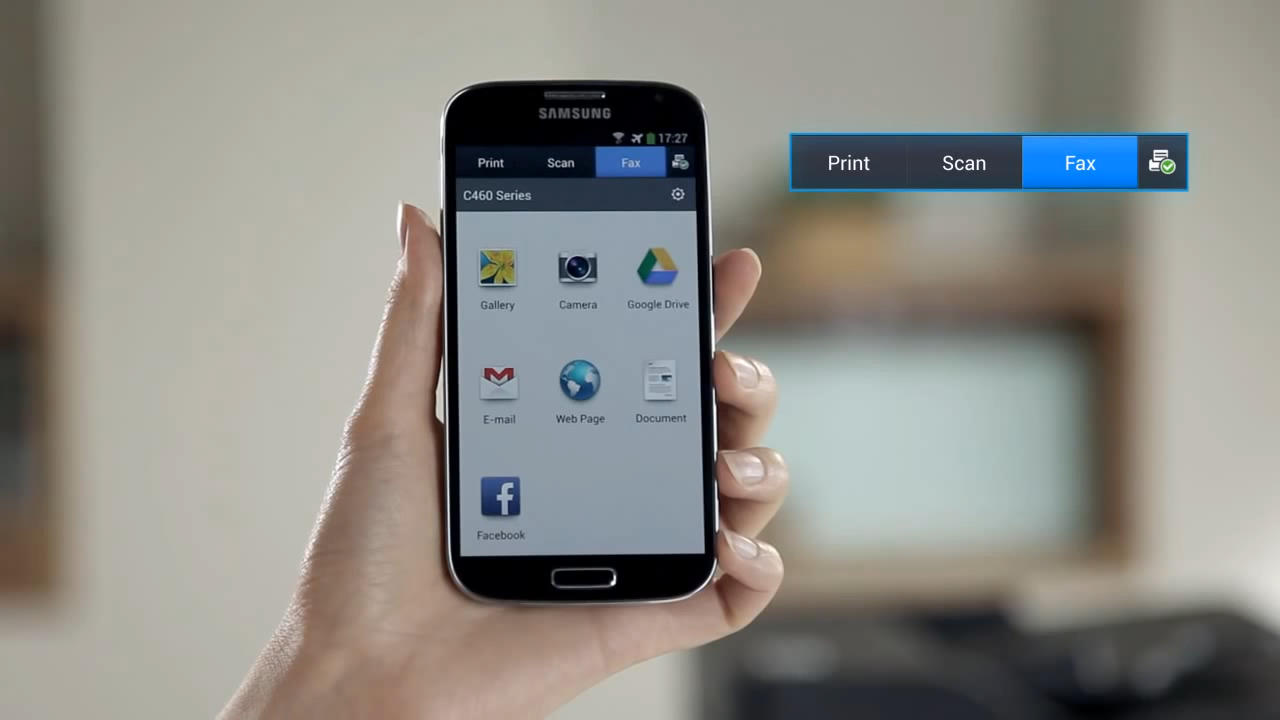 SAMSUNG
17:27
Print Scan Fax
C460 Series
Gallery Camera Google Drive
E-mail Web Page Document
Facebook
Print Scan Fax